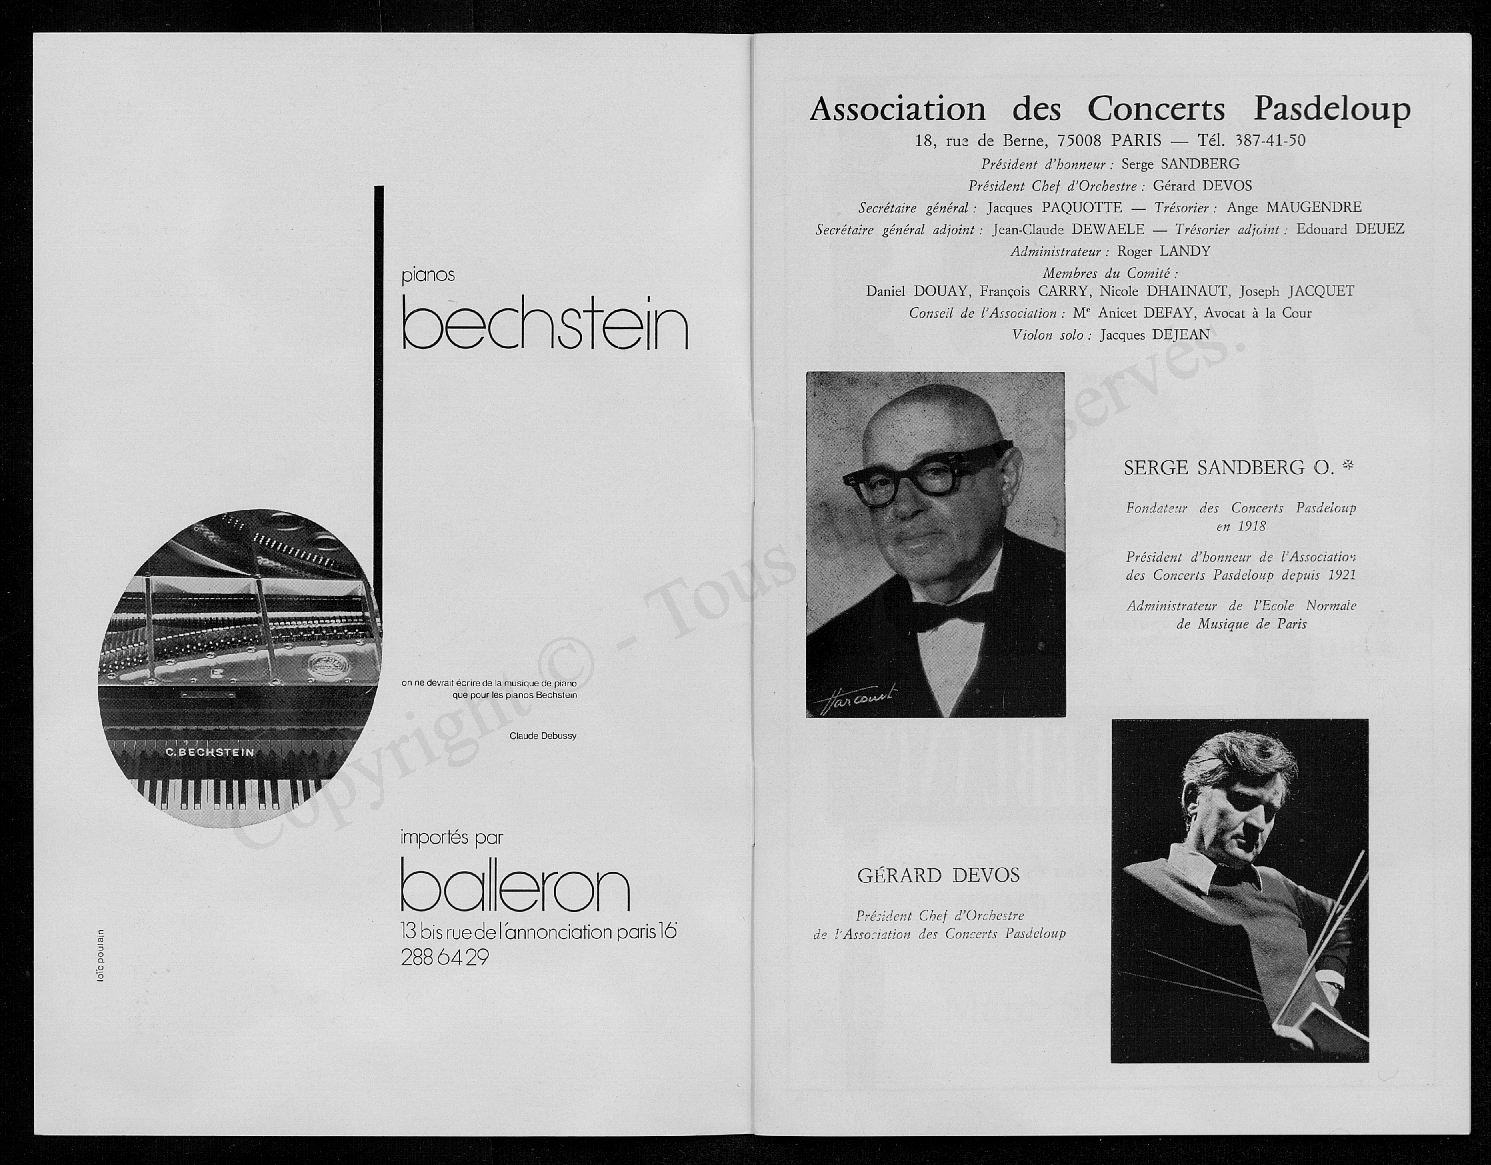 pianos
bechstein
C.BECHSTEIN
on ne devrait écrire de la musique de piano
que pour les pianos Bechstein
Claude Debussy
importés par
balleron
13 bis rue de l'annonciation paris 16e
288 64 29
loïc poulain
Association des Concerts Pasdeloup
18, rue de Berne, 75008 PARIS — Tél. 387-41-50
Président d'honneur : Serge SANDBERG
Président Chef d'Orchestre : Gérard DEVOS
Secrétaire général : Jacques PAQUOTTE — Trésorier : Ange MAUGENDRE
Secrétaire général adjoint : Jean-Claude DEWAELE — Trésorier adjoint : Edouard DEUEZ
Administrateur : Roger LANDY
Membres du Comité :
Daniel DOUAY, François CARRY, Nicole DHAINAUT, Joseph JACQUET
Conseil de l'Association : Me Anicet DEFAY, Avocat à la Cour
Violon solo : Jacques DEJEAN
SERGE SANDBERG O. *
Fondateur des Concerts Pasdeloup
en 1918
Président d'honneur de l'Association
des Concerts Pasdeloup depuis 1921
Administrateur de l'Ecole Normale
de Musique de Paris
Harcourt
GÉRARD DEVOS
Président Chef d'Orchestre
de l'Association des Concerts Pasdeloup
Copyright © - Tous droits réservés.